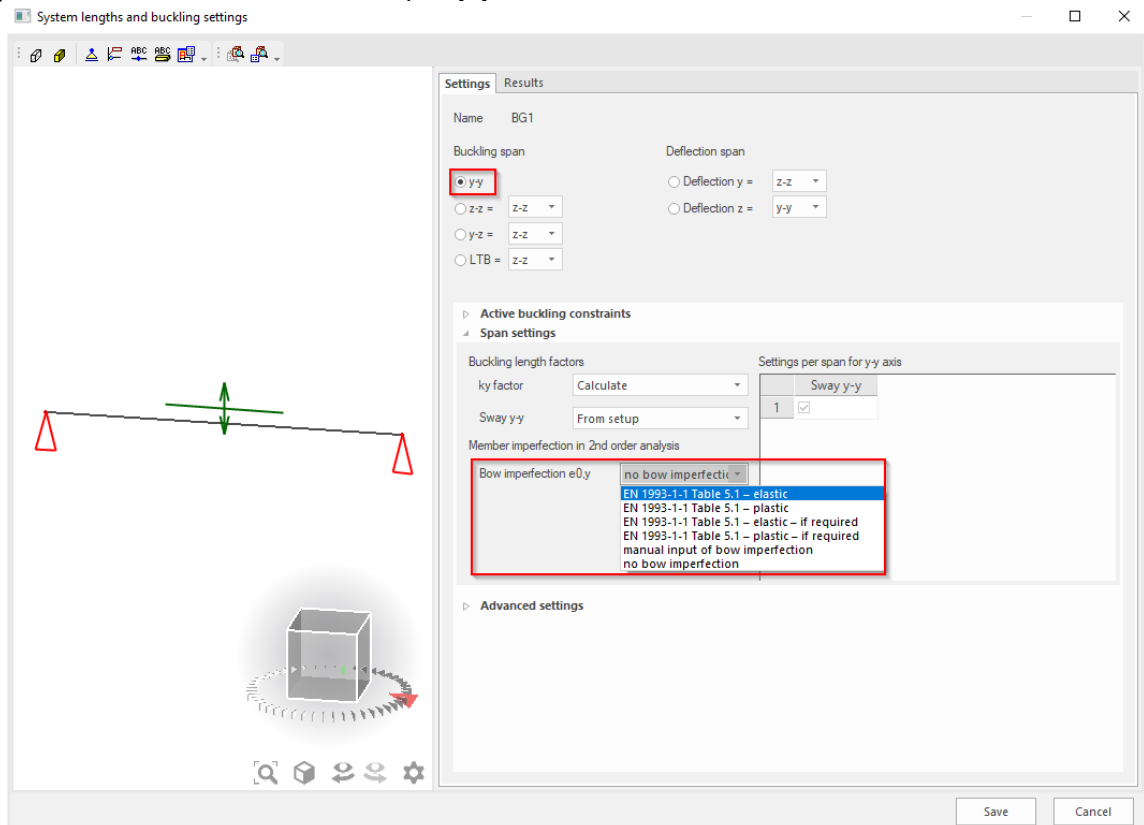 System lengths and buckling settings
ABC ABC
Settings Results
Name BG1
Buckling span Deflection span
y-y Deflection y = z-z
z-z = z-z Deflection z = y-y
y-z = z-z
LTB = z-z
Active buckling constraints
Span settings
Buckling length factors Settings per span for y-y axis
ky factor Calculate Sway y-y
1
Sway y-y From setup
Member imperfection in 2nd order analysis
Bow imperfection e0,y no bow imperfectic
EN 1993-1-1 Table 5.1 – elastic
EN 1993-1-1 Table 5.1 – plastic
EN 1993-1-1 Table 5.1 – elastic – if required
EN 1993-1-1 Table 5.1 – plastic – if required
manual input of bow imperfection
no bow imperfection
Advanced settings
Save Cancel